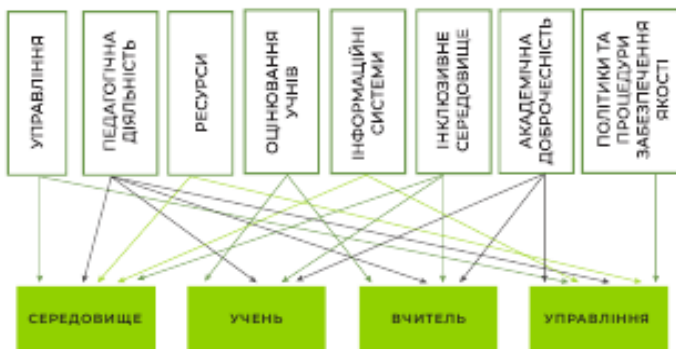 УПРАВЛІННЯ
ПЕДАГОГІЧНА
ДІЯЛЬНІСТЬ
РЕСУРСИ
ОЦІНЮВАННЯ
УЧНІВ
ІНФОРМАЦІЙНІ
СИСТЕМИ
ІНКЛЮЗИВНЕ
СЕРЕДОВИЩЕ
АКАДЕМІЧНА
ДОБРОЧЕСНІСТЬ
ПОЛІТИКИ ТА
ПРОЦЕДУРИ
ЗАБЕЗПЕЧЕННЯ
ЯКОСТІ
СЕРЕДОВИЩЕ
УЧЕНЬ
ВЧИТЕЛЬ
УПРАВЛІННЯ